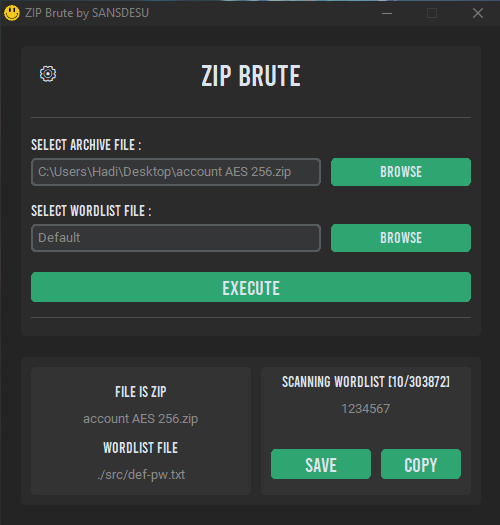 ZIP Brute by SANSDESU
ZIP BRUTE
SELECT ARCHIVE FILE :
C:\Users\Hadi\Desktop\account AES 256.zip
BROWSE
SELECT WORDLIST FILE :
Default
BROWSE
EXECUTE
FILE IS ZIP
account AES 256.zip
WORDLIST FILE
./src/def-pw.txt
SCANNING WORDLIST [10/303872]
1234567
SAVE
COPY